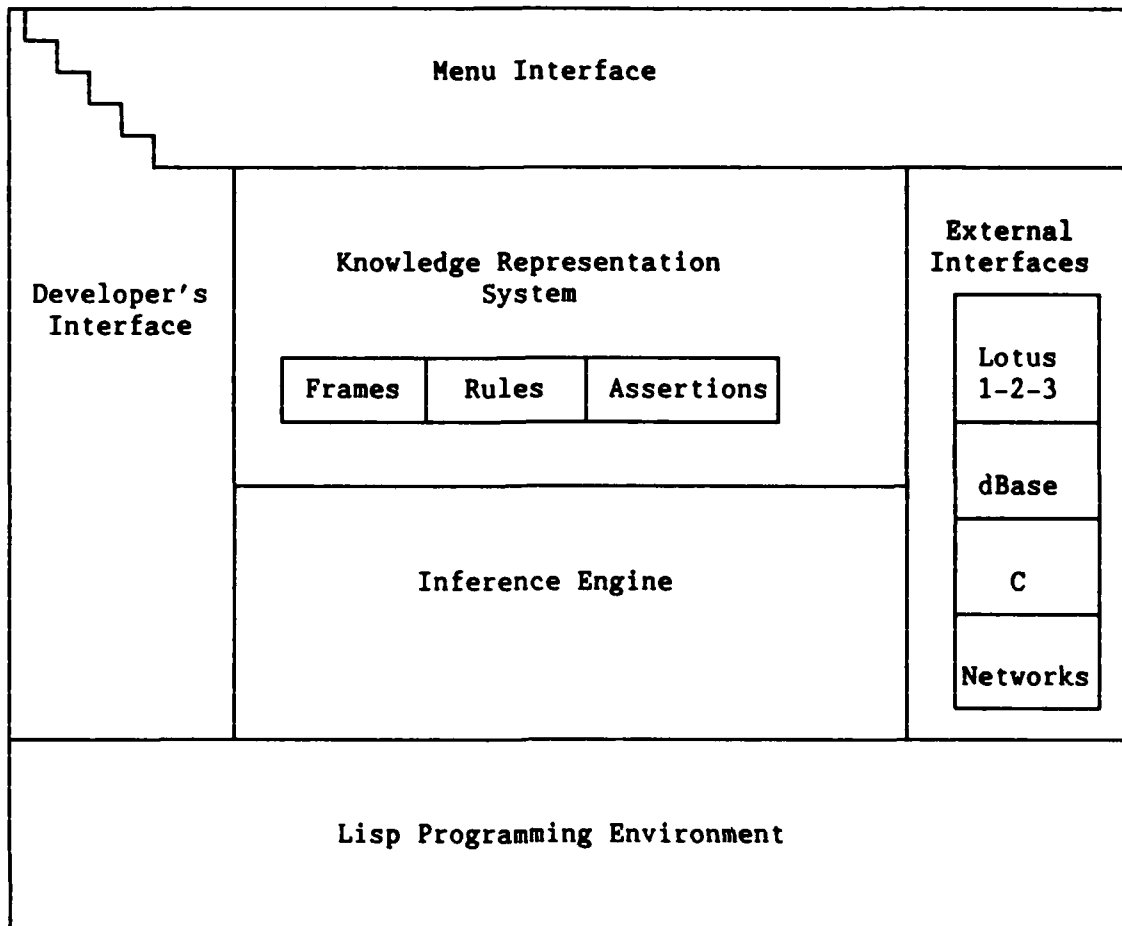 Menu Interface
Developer's
Interface
Knowledge Representation
System
Frames Rules Assertions
Inference Engine
External
Interfaces
Lotus
1-2-3
dBase
C
Networks
Lisp Programming Environment